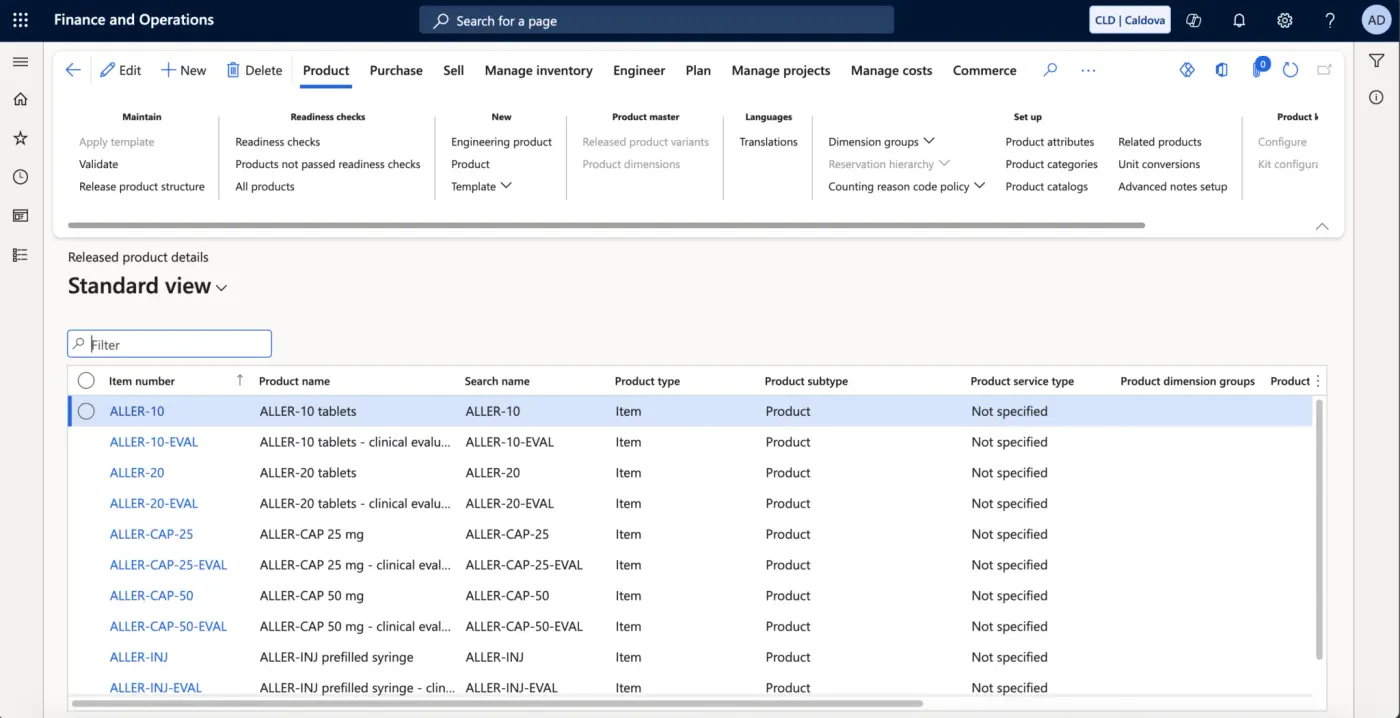 Finance and Operations
Search for a page
CLD | Caldova
AD
Edit New Delete Product Purchase Sell Manage inventory Engineer Plan Manage projects Manage costs Commerce
0
Maintain
Apply template
Validate
Release product structure
Readiness checks
Readiness checks
Products not passed readiness checks
All products
New
Engineering product
Product
Template
Product master
Released product variants
Product dimensions
Languages
Translations
Set up
Dimension groups
Reservation hierarchy
Counting reason code policy
Product attributes
Product categories
Product catalogs
Related products
Unit conversions
Advanced notes setup
Product k
Configure
Kit configura
Released product details
Standard view
Filter
Item number Product name Search name Product type Product subtype Product service type Product dimension groups Product
ALLER-10 ALLER-10 tablets ALLER-10 Item Product Not specified
ALLER-10-EVAL ALLER-10 tablets - clinical evalu... ALLER-10-EVAL Item Product Not specified
ALLER-20 ALLER-20 tablets ALLER-20 Item Product Not specified
ALLER-20-EVAL ALLER-20 tablets - clinical evalu... ALLER-20-EVAL Item Product Not specified
ALLER-CAP-25 ALLER-CAP 25 mg ALLER-CAP-25 Item Product Not specified
ALLER-CAP-25-EVAL ALLER-CAP 25 mg - clinical eval... ALLER-CAP-25-EVAL Item Product Not specified
ALLER-CAP-50 ALLER-CAP 50 mg ALLER-CAP-50 Item Product Not specified
ALLER-CAP-50-EVAL ALLER-CAP 50 mg - clinical eval... ALLER-CAP-50-EVAL Item Product Not specified
ALLER-INJ ALLER-INJ prefilled syringe ALLER-INJ Item Product Not specified
ALLER-INJ-EVAL ALLER-INJ prefilled syringe - clin... ALLER-INJ-EVAL Item Product Not specified